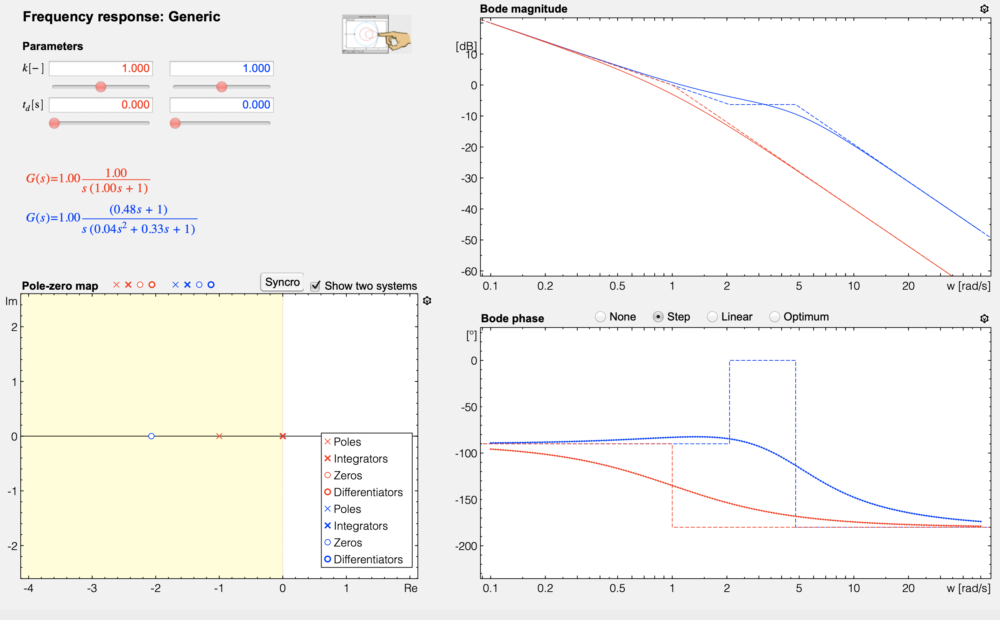 Frequency response: Generic
Parameters
k[−] 1.000 1.000
t_d[s] 0.000 0.000
G(s)=1.00 1.00 / s (1.00s + 1)
G(s)=1.00 (0.48s + 1) / s (0.04s² + 0.33s + 1)
Pole-zero map Syncro Show two systems
Im
2
1
0
-1
-2
-4 -3 -2 -1 0 1 Re
Poles
Integrators
Zeros
Differentiators
Poles
Integrators
Zeros
Differentiators
Bode magnitude
[dB]
10
0
-10
-20
-30
-40
-50
-60
0.1 0.2 0.5 1 2 5 10 20 w [rad/s]
Bode phase None Step Linear Optimum
[º]
0
-50
-100
-150
-200
0.1 0.2 0.5 1 2 5 10 20 w [rad/s]